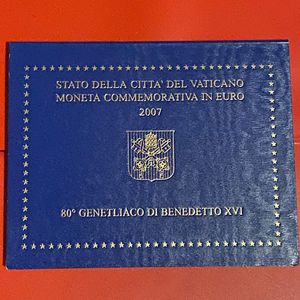 STATO DELLA CITTA' DEL VATICANO
MONETA COMMEMORATIVA IN EURO
2007
80° GENETLIACO DI BENEDETTO XVI